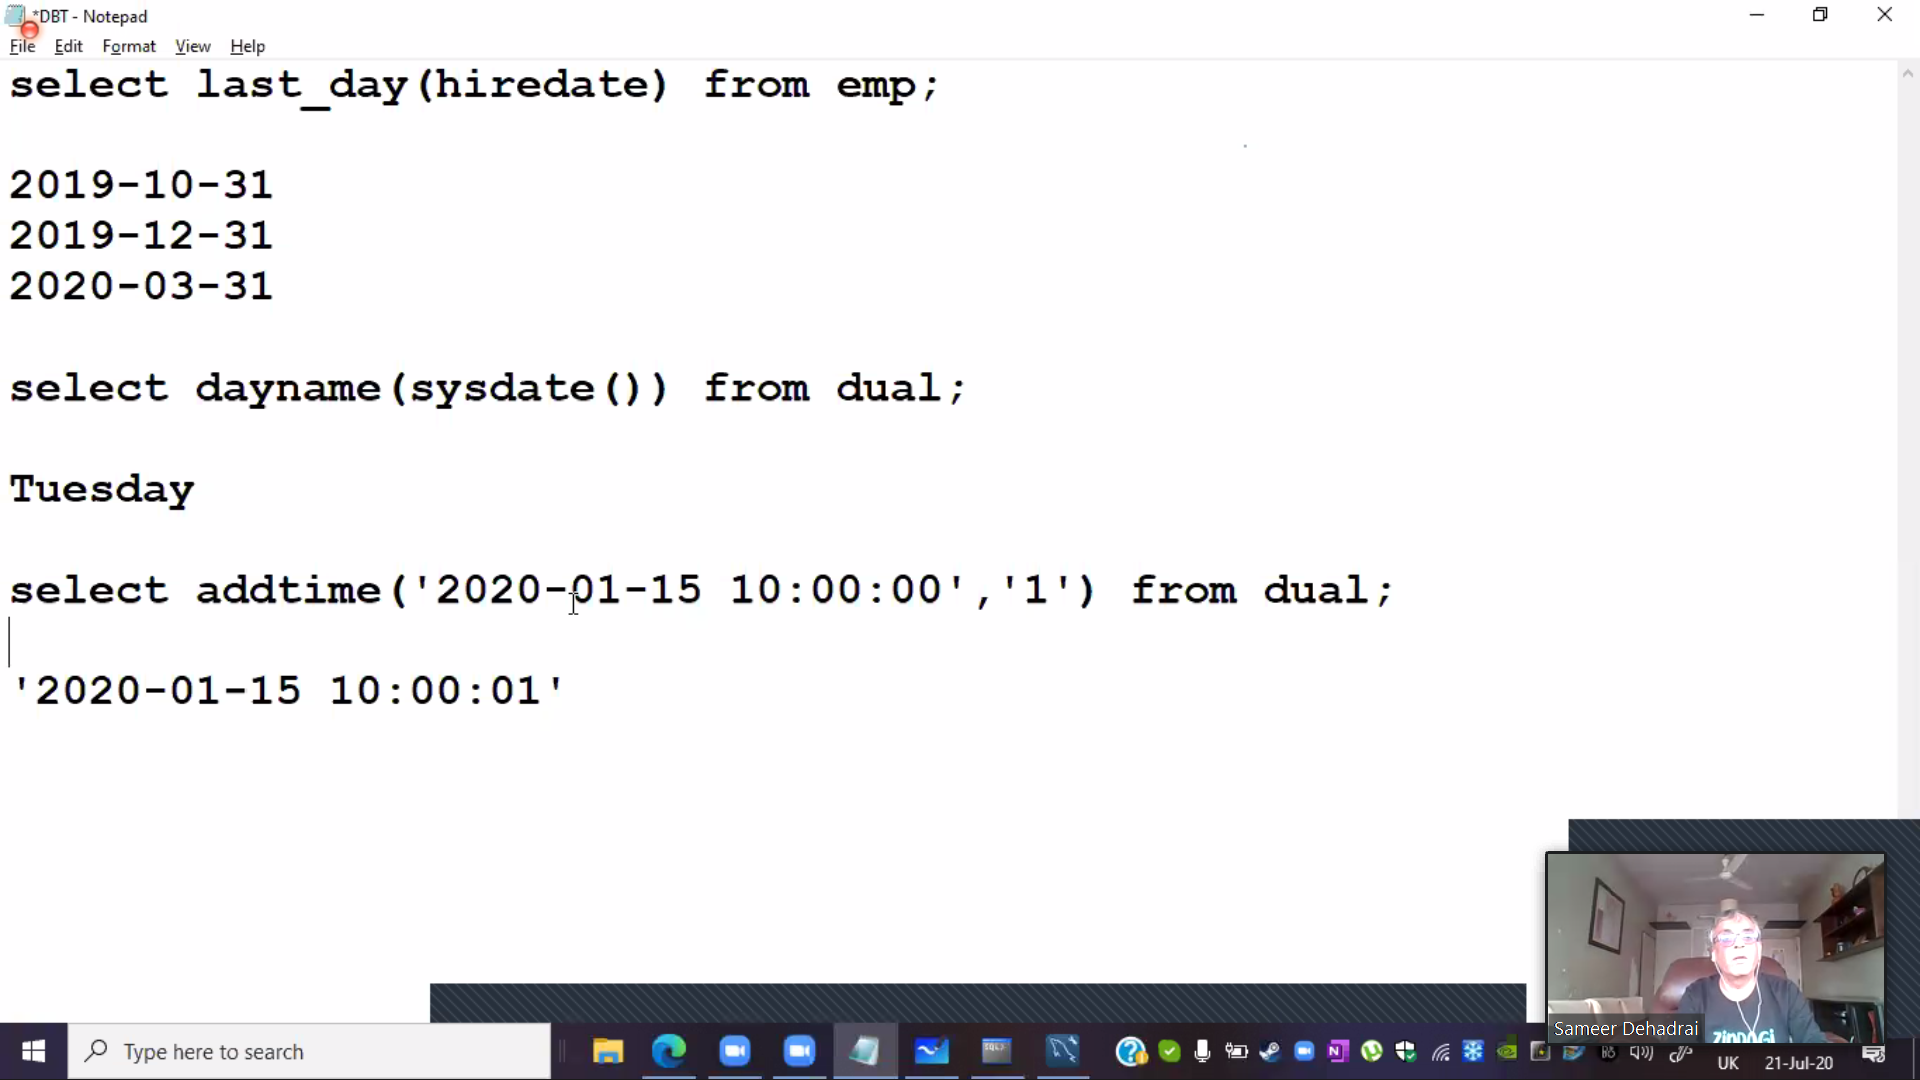 *DBT - Notepad
File Edit Format View Help
select last_day(hiredate) from emp;
2019-10-31
2019-12-31
2020-03-31
select dayname(sysdate()) from dual;
Tuesday
select addtime('2020-01-15 10:00:00','1') from dual;
'2020-01-15 10:00:01'
Sameer Dehadrai
Type here to search
UK 21-Jul-20